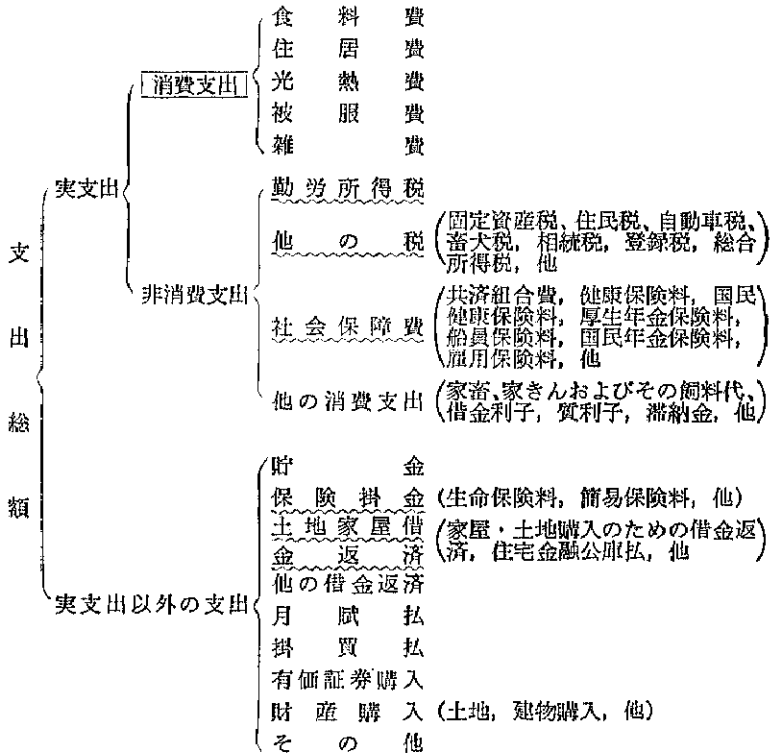 支出総額
実支出
消費支出
食料費
住居費
光熱費
被服費
雑費
非消費支出
勤労所得税
他の税
固定資産税、住民税、自動車税、
畜犬税，相続税，登録税，総合
所得税，他
社会保障費
共済組合費，健康保険料，国民
健康保険料，厚生年金保険料，
船員保険料，国民年金保険料，
雇用保険料，他
他の消費支出
家畜、家きんおよびその飼料代、
借金利子，質利子，滞納金，他
実支出以外の支出
貯金
保険掛金(生命保険料，簡易保険料，他)
土地家屋借
金返済
家屋・土地購入のための借金返
済，住宅金融公庫払，他
他の借金返済
月賦払
掛買払
有価証券購入
財産購入(土地，建物購入，他)
その他